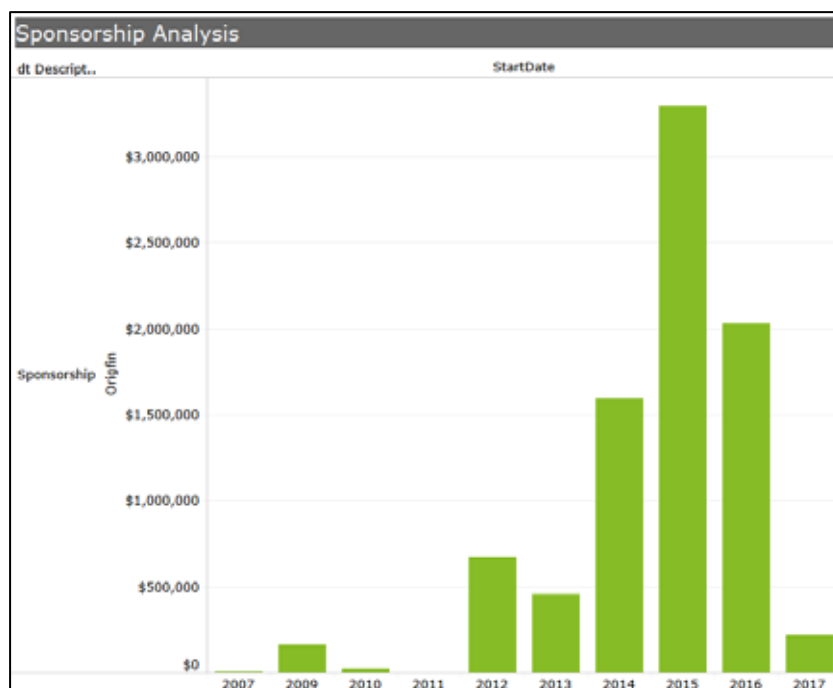 Sponsorship Analysis
dt Descript..
StartDate
$3,000,000
$2,500,000
$2,000,000
$1,500,000
$1,000,000
$500,000
$0
Sponsorship
Origfin
2007 2009 2010 2011 2012 2013 2014 2015 2016 2017